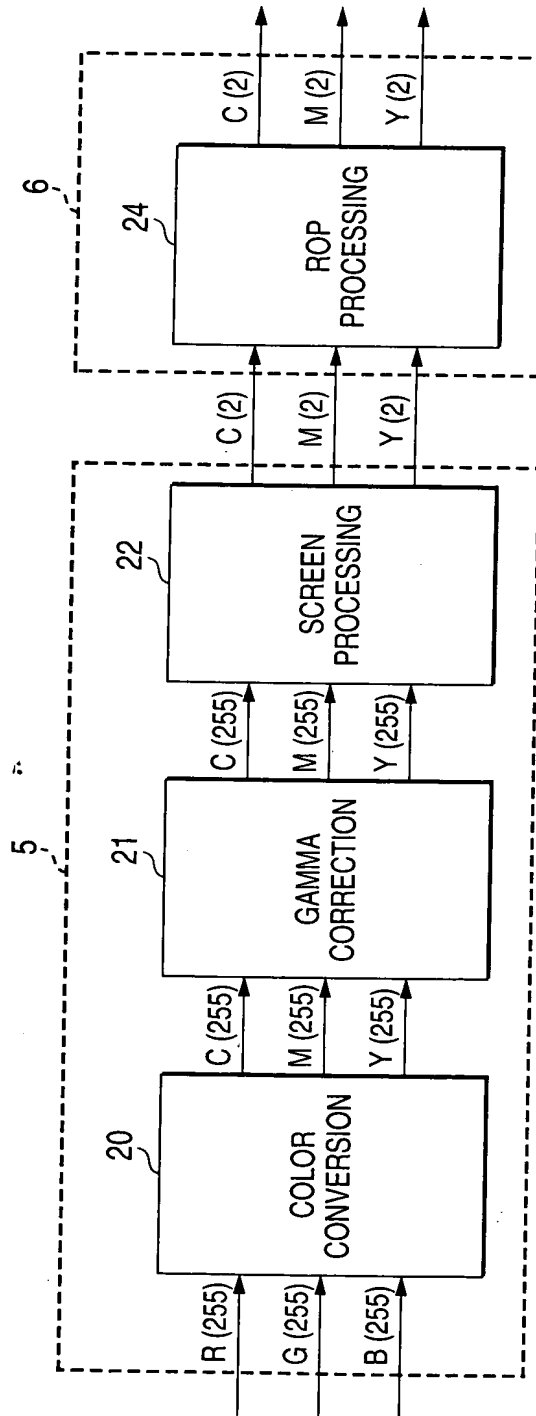 5
6
20
21
22
24
R (255)
G (255)
B (255)
COLOR
CONVERSION
C (255)
M (255)
Y (255)
GAMMA
CORRECTION
C (255)
M (255)
Y (255)
SCREEN
PROCESSING
C (2)
M (2)
Y (2)
ROP
PROCESSING
C (2)
M (2)
Y (2)